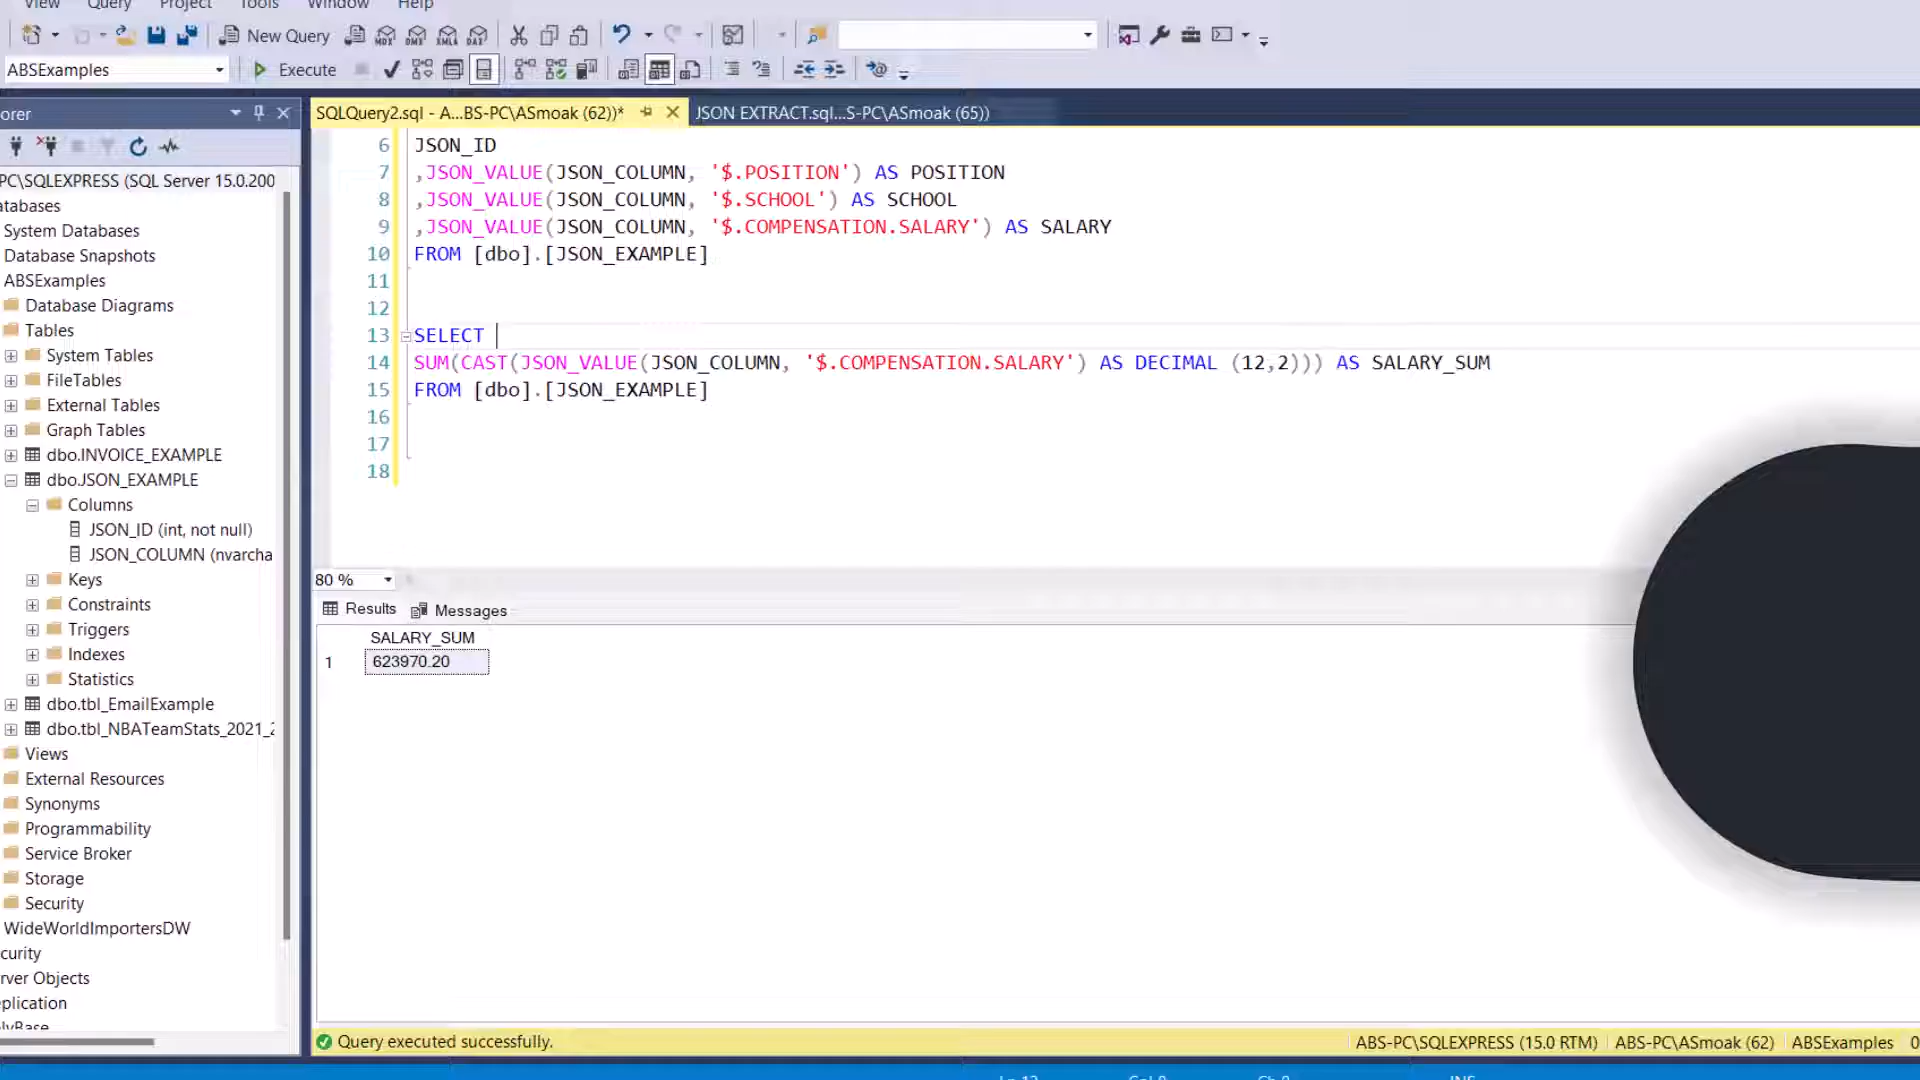 View Query Project Tools Window Help
New Query
ABSExamples Execute
orer
SQLQuery2.sql - A...BS-PC\ASmoak (62))* JSON EXTRACT.sql...S-PC\ASmoak (65))
PC\SQLEXPRESS (SQL Server 15.0.200
atabases
System Databases
Database Snapshots
ABSExamples
Database Diagrams
Tables
System Tables
FileTables
External Tables
Graph Tables
dbo.INVOICE_EXAMPLE
dbo.JSON_EXAMPLE
Columns
JSON_ID (int, not null)
JSON_COLUMN (nvarcha
Keys
Constraints
Triggers
Indexes
Statistics
dbo.tbl_EmailExample
dbo.tbl_NBATeamStats_2021_2
Views
External Resources
Synonyms
Programmability
Service Broker
Storage
Security
WideWorldImportersDW
curity
rver Objects
plication
lyBase
6 JSON_ID
7 ,JSON_VALUE(JSON_COLUMN, '$.POSITION') AS POSITION
8 ,JSON_VALUE(JSON_COLUMN, '$.SCHOOL') AS SCHOOL
9 ,JSON_VALUE(JSON_COLUMN, '$.COMPENSATION.SALARY') AS SALARY
10 FROM [dbo].[JSON_EXAMPLE]
11
12
13 SELECT
14 SUM(CAST(JSON_VALUE(JSON_COLUMN, '$.COMPENSATION.SALARY') AS DECIMAL (12,2))) AS SALARY_SUM
15 FROM [dbo].[JSON_EXAMPLE]
16
17
18
80 %
Results Messages
SALARY_SUM
1 623970.20
Query executed successfully. ABS-PC\SQLEXPRESS (15.0 RTM) ABS-PC\ASmoak (62) ABSExamples 0